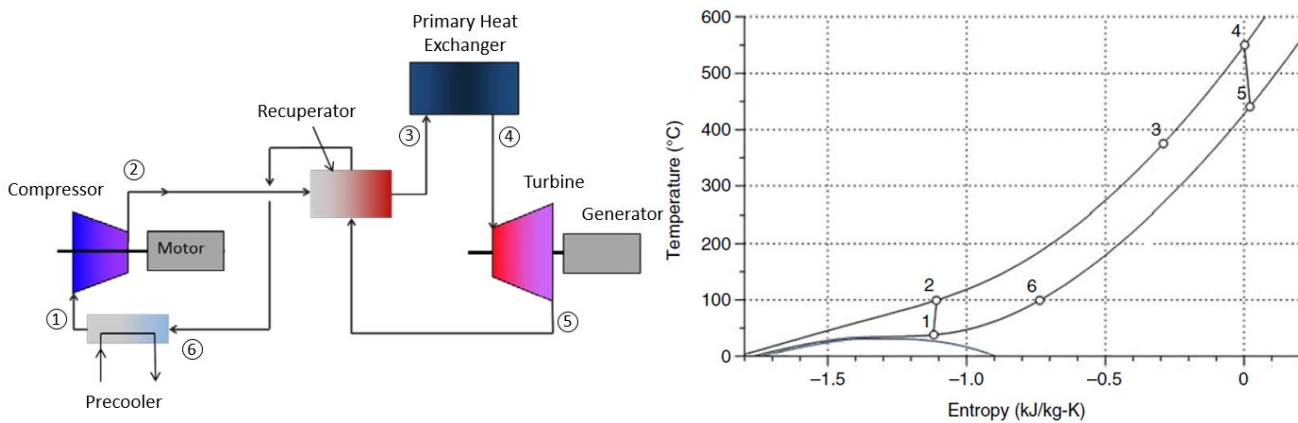 Primary Heat
Exchanger
Recuperator
③
④
②
Compressor
Turbine
Generator
Motor
①
⑥
⑤
Precooler
Temperature (°C)
600
500
400
300
200
100
0
4
5
3
2
1
6
−1.5
−1.0
−0.5
0
Entropy (kJ/kg-K)